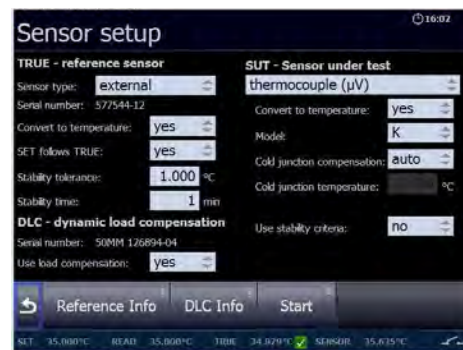 16:02
Sensor setup
TRUE - reference sensor
Sensor type: external
Serial number: 577544-12
Convert to temperature: yes
SET follows TRUE: yes
Stability tolerance: 1.000 °C
Stability time: 1 min
DLC - dynamic load compensation
Serial number: 50MM 126894-04
Use load compensation: yes
SUT - Sensor under test
thermocouple (µV)
Convert to temperature: yes
Model: K
Cold junction compensation: auto
Cold junction temperature: °C
Use stability criteria: no
Reference Info DLC Info Start
SET 35.000°C READ 35.000°C TRUE 34.979°C SENSOR 35.635°C